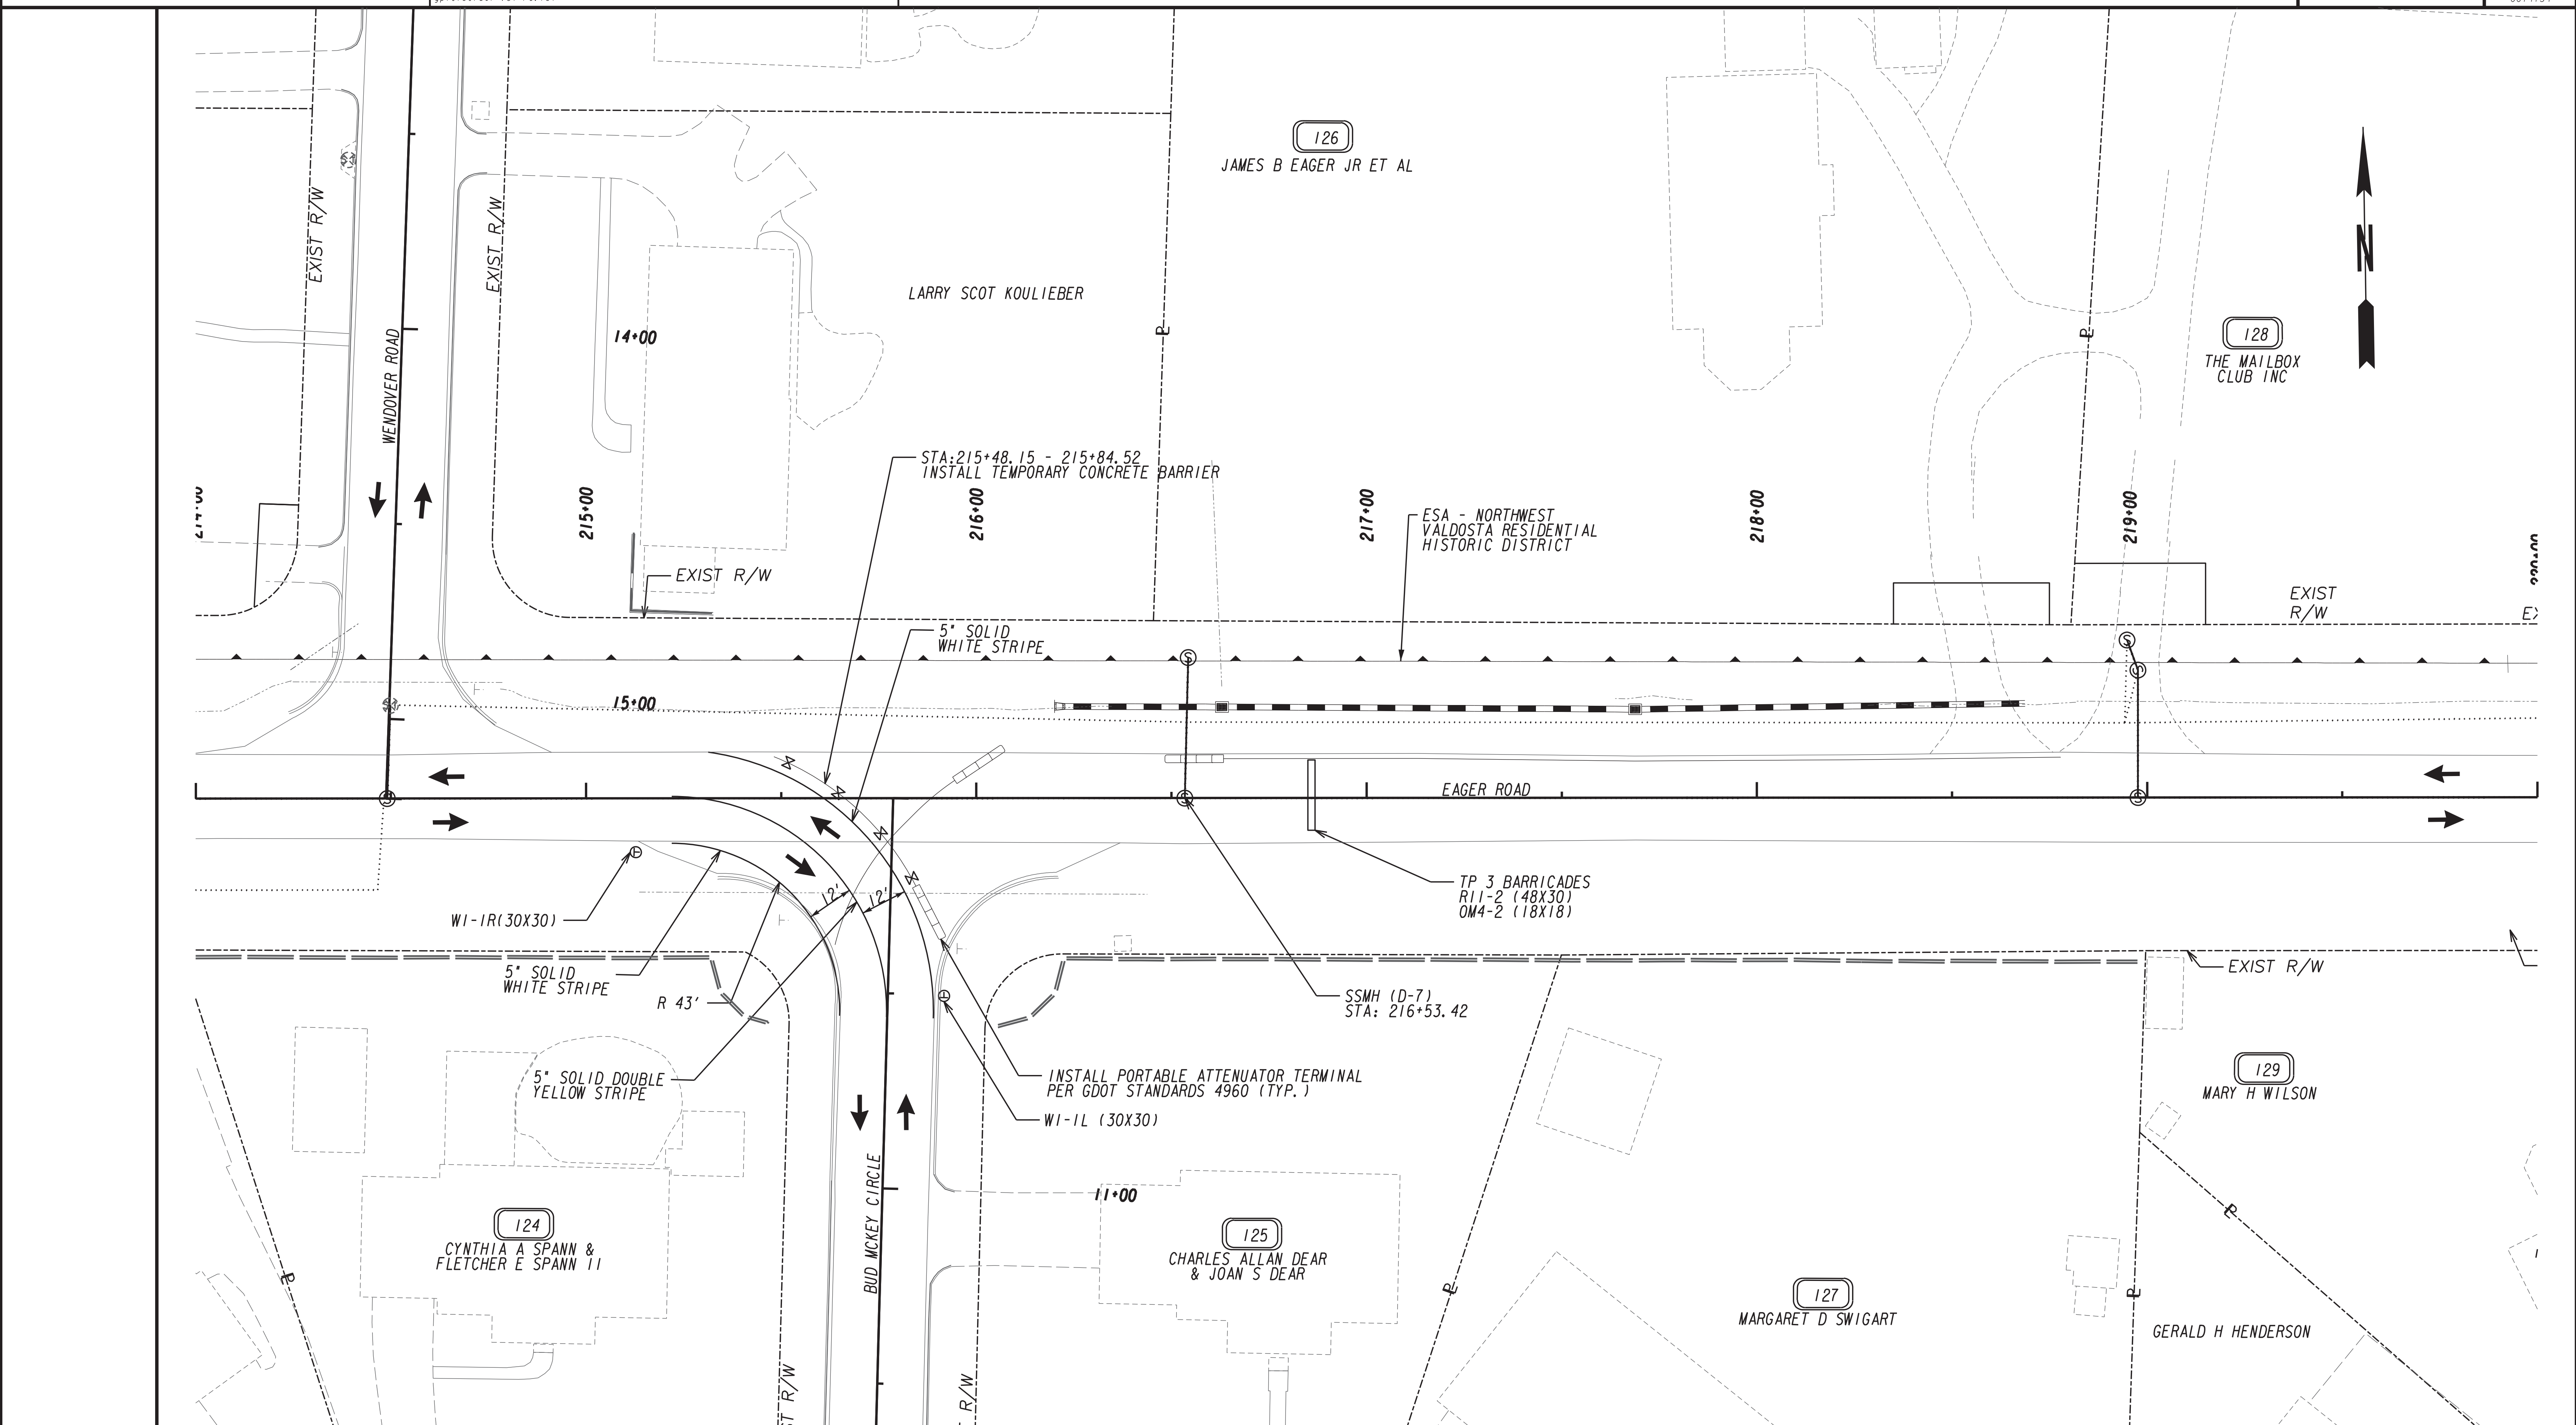 126
JAMES B EAGER JR ET AL
EXIST R/W
EXIST R/W
N
LARRY SCOT KOULIEBER
WENDOVER ROAD
14+00
PL
PL
128
THE MAILBOX
CLUB INC
STA:215+48.15 - 215+84.52
INSTALL TEMPORARY CONCRETE BARRIER
215+00
216+00
217+00
218+00
219+00
ESA - NORTHWEST
VALDOSTA RESIDENTIAL
HISTORIC DISTRICT
EXIST R/W
EXIST
R/W
5" SOLID
WHITE STRIPE
S
S
S
15+00
EAGER ROAD
S
S
S
12'
12'
TP 3 BARRICADES
R11-2 (48X30)
OM4-2 (18X18)
W1-1R(30X30)
5" SOLID
WHITE STRIPE
R 43'
EXIST R/W
SSMH (D-7)
STA: 216+53.42
5" SOLID DOUBLE
YELLOW STRIPE
INSTALL PORTABLE ATTENUATOR TERMINAL
PER GDOT STANDARDS 4960 (TYP.)
W1-1L (30X30)
129
MARY H WILSON
BUD MCKEY CIRCLE
11+00
124
CYNTHIA A SPANN &
FLETCHER E SPANN II
125
CHARLES ALLAN DEAR
& JOAN S DEAR
PL
PL
PL
PL
127
MARGARET D SWIGART
GERALD H HENDERSON
R/W
R/W